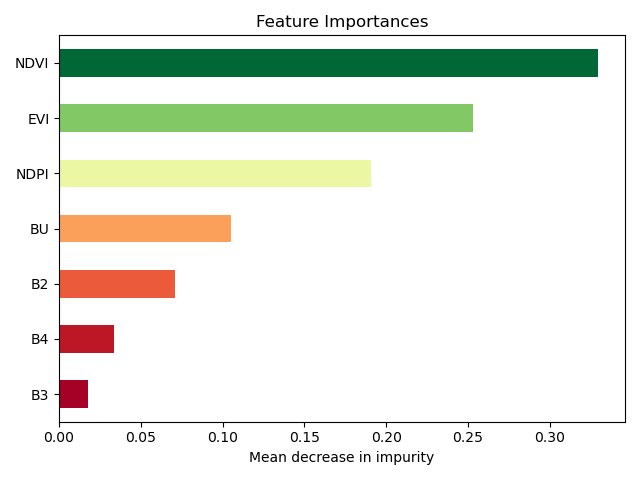 Feature Importances
NDVI
EVI
NDPI
BU
B2
B4
B3
0.00 0.05 0.10 0.15 0.20 0.25 0.30
Mean decrease in impurity